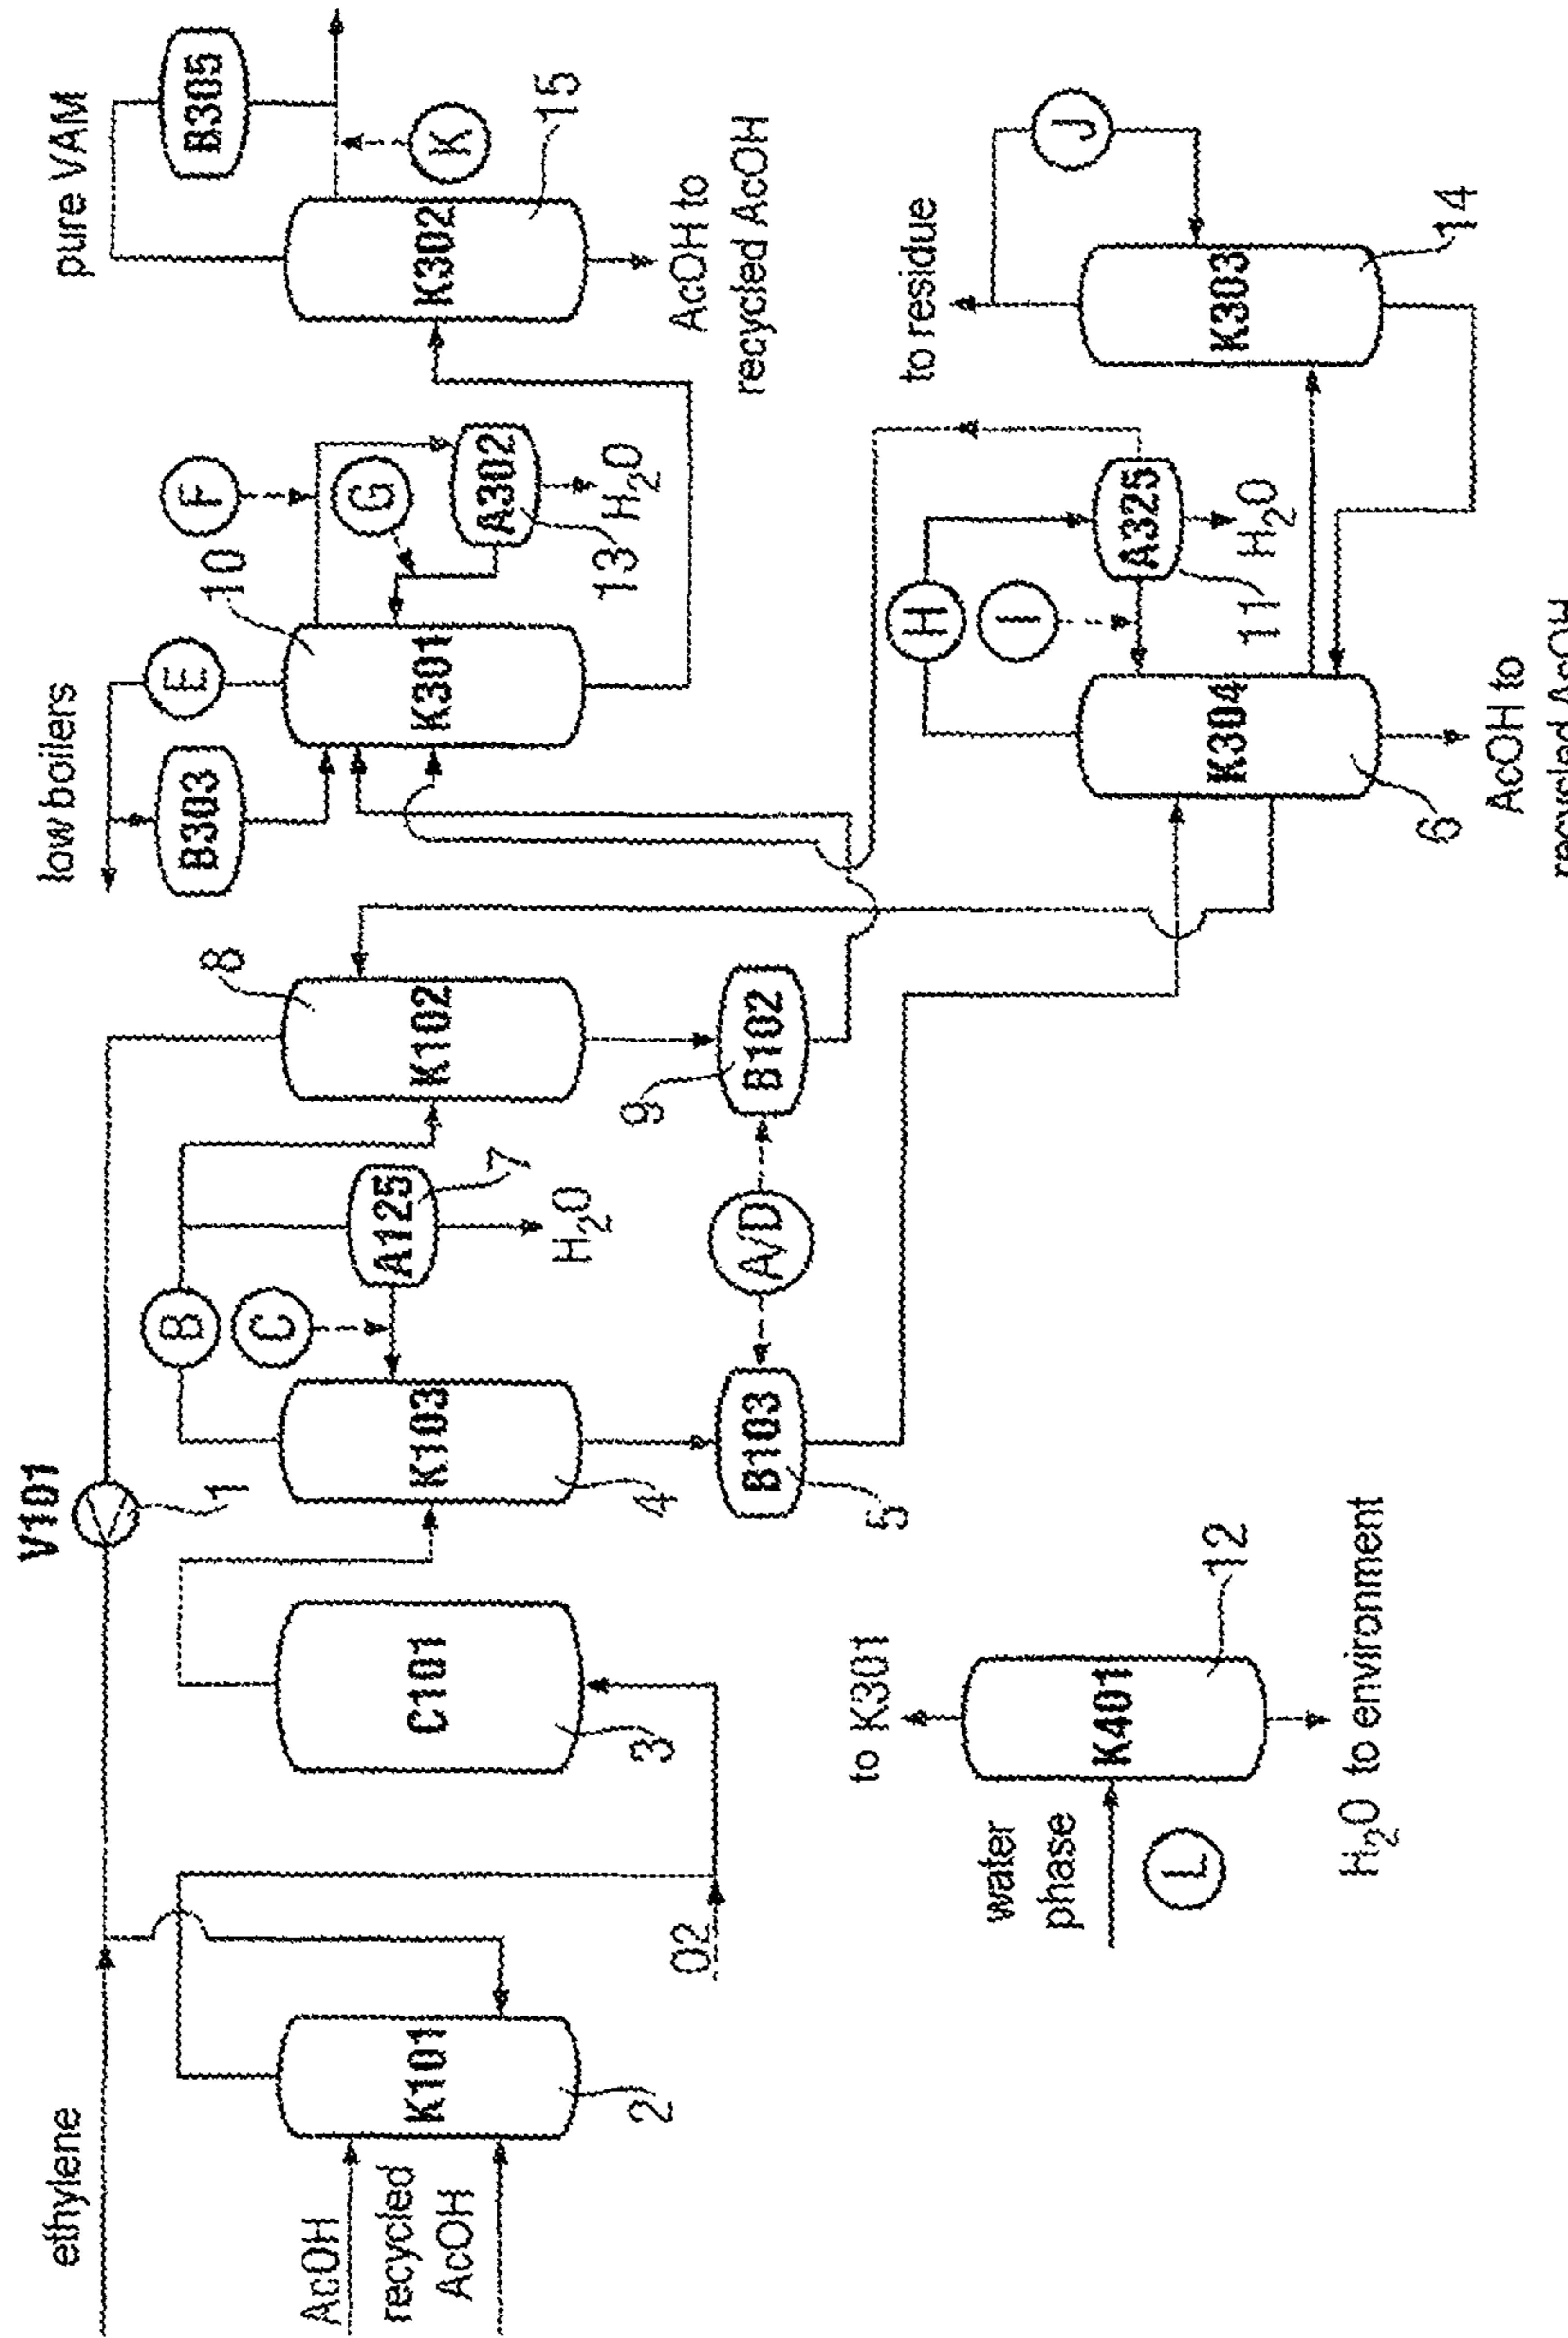 ethylene
V101
1
AcOH
recycled
AcOH
K101
2
O2
C101
3
K103
4
B
C
A125
7
H2O
B103
5
A/D
B102
9
K102
8
low boilers
B303
E
10
K301
F
G
A302
13
H2O
pure VAM
B305
K
K302
15
AcOH to
recycled AcOH
water
phase
L
to K301
K401
12
H2O to environment
H
I
A325
11
H2O
K304
6
AcOH to
recycled AcOH
to residue
J
K303
14